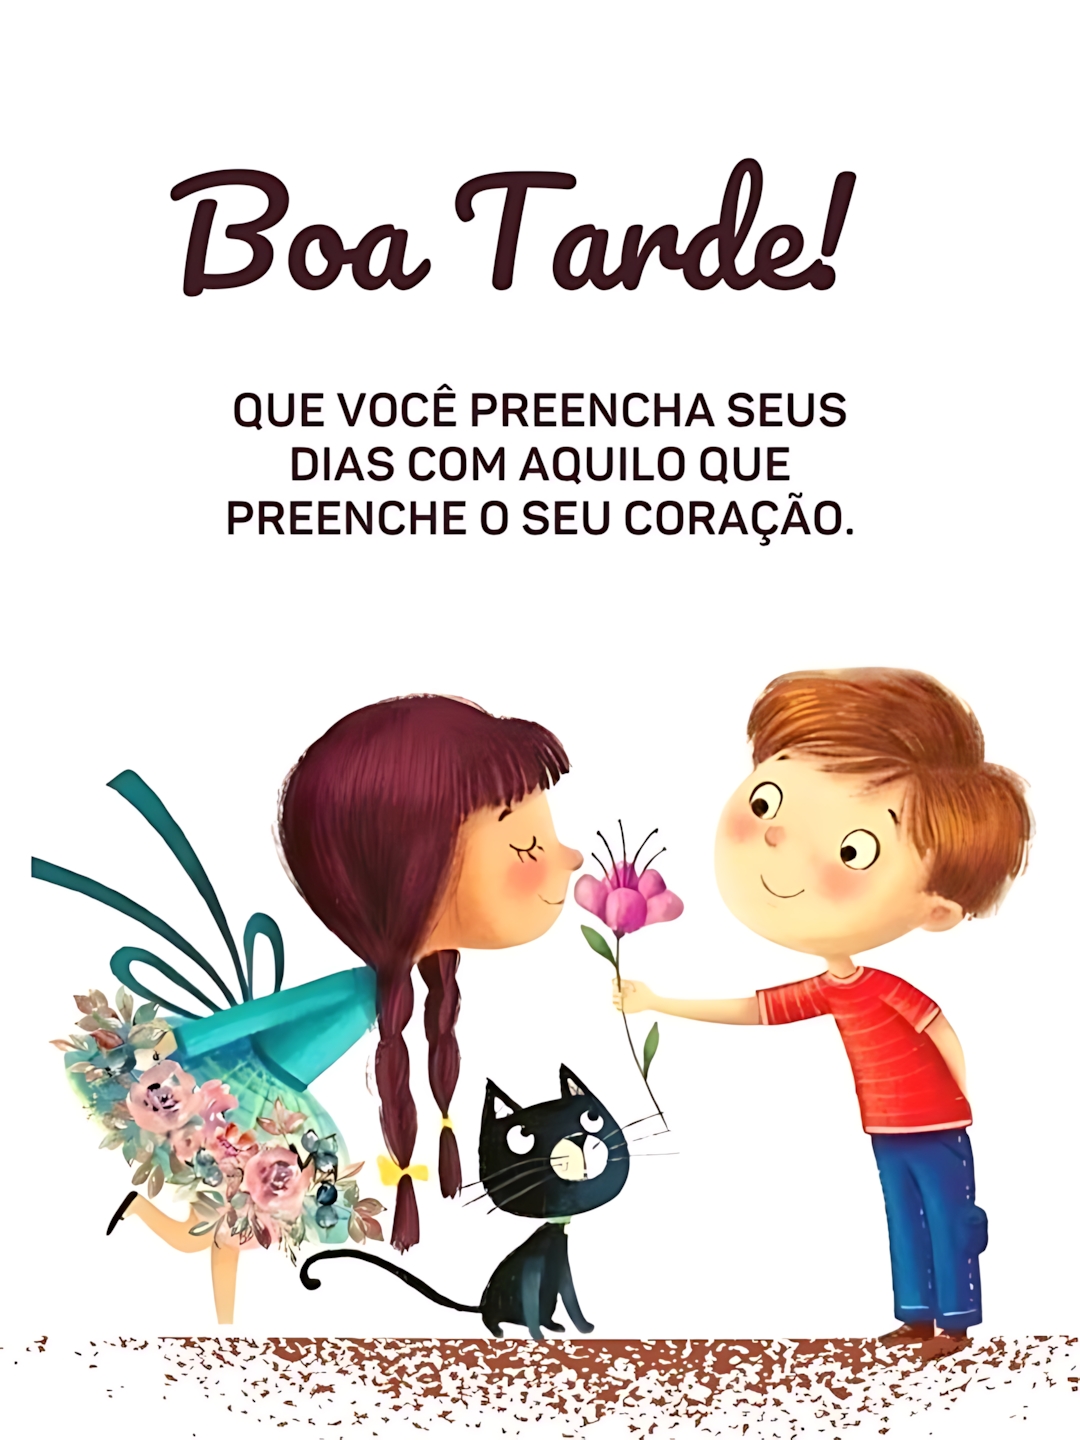 Boa Tarde!
QUE VOCÊ PREENCHA SEUS
DIAS COM AQUILO QUE
PREENCHE O SEU CORAÇÃO.